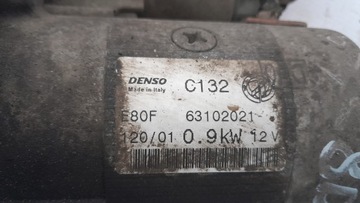 DENSO C132
Made in Italy
E80F 63102021-
120/01 0.9kW 12V